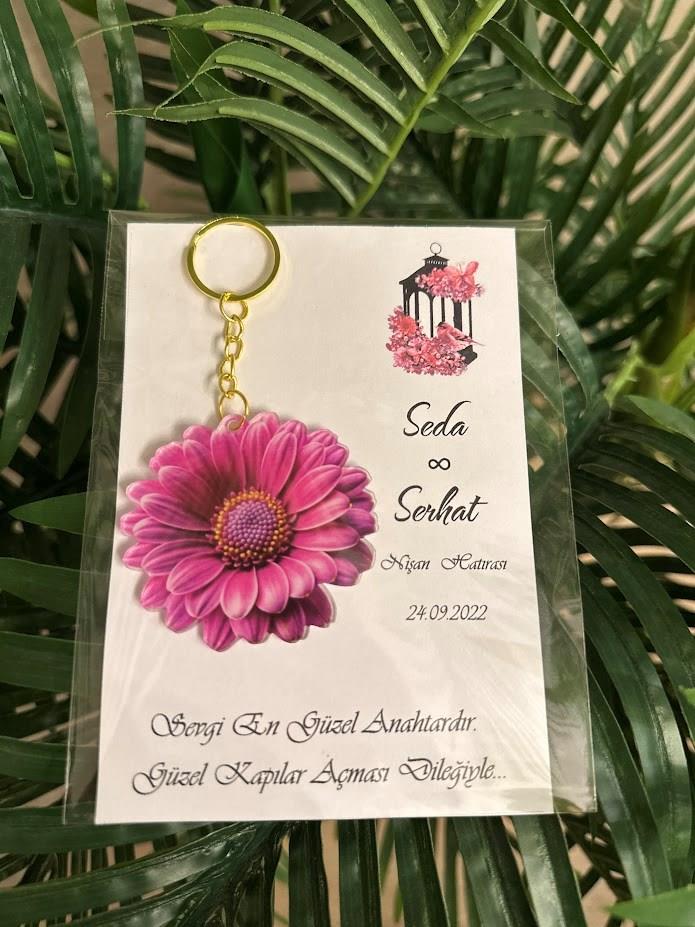 Seda
∞
Serhat
Nişan Hatırası
24.09.2022
Sevgi En Güzel Anahtardır.
Güzel Kapılar Açması Dileğiyle...